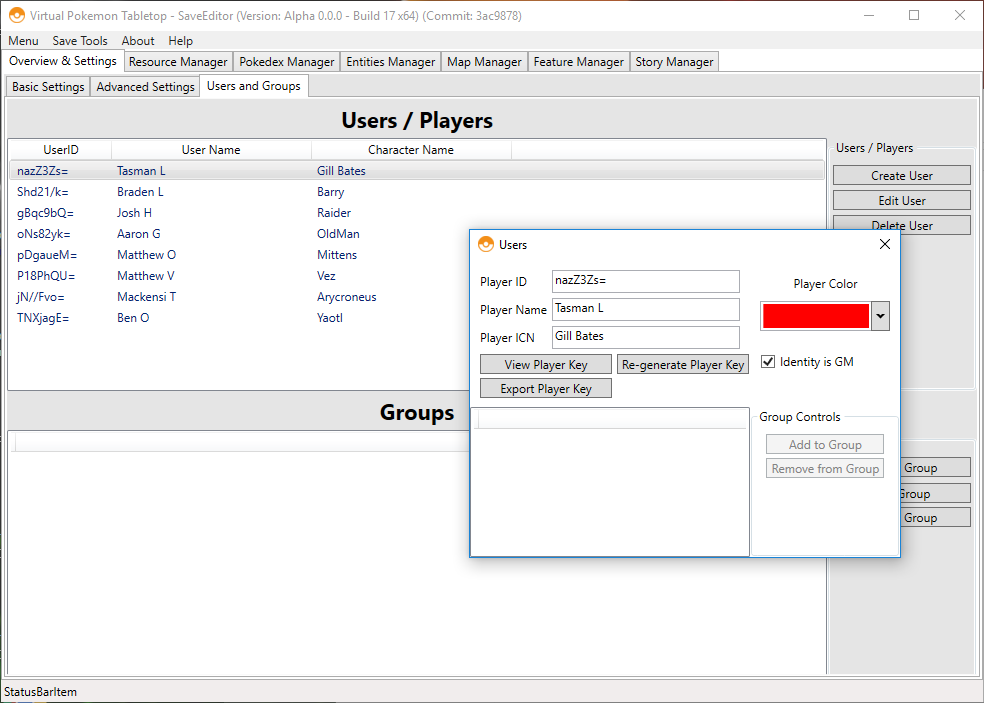 Virtual Pokemon Tabletop - SaveEditor (Version: Alpha 0.0.0 - Build 17 x64) (Commit: 3ac9878)
Menu Save Tools About Help
Overview & Settings Resource Manager Pokedex Manager Entities Manager Map Manager Feature Manager Story Manager
Basic Settings Advanced Settings Users and Groups
Users / Players
UserID User Name Character Name
nazZ3Zs= Tasman L Gill Bates
Shd21/k= Braden L Barry
gBqc9bQ= Josh H Raider
oNs82yk= Aaron G OldMan
pDgaueM= Matthew O Mittens
P18PhQU= Matthew V Vez
jN//Fvo= Mackensi T Arycroneus
TNXjagE= Ben O Yaotl
Users / Players
Create User
Edit User
Delete User
Groups
Group
Group
Group
Users
Player ID nazZ3Zs=
Player Name Tasman L
Player ICN Gill Bates
Player Color
View Player Key Re-generate Player Key
Identity is GM
Export Player Key
Group Controls
Add to Group
Remove from Group
StatusBarItem